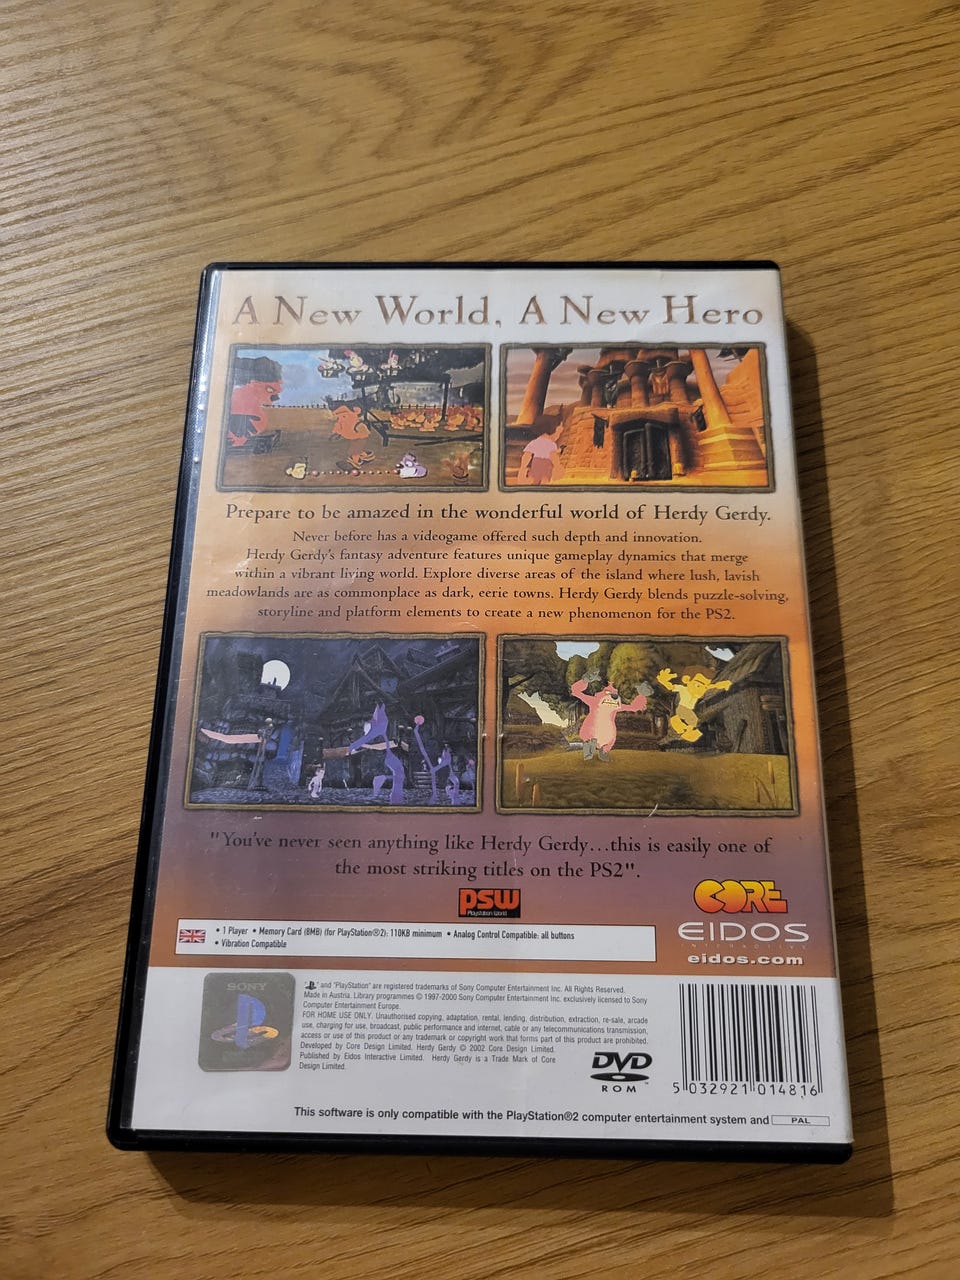 A New World, A New Hero
Prepare to be amazed in the wonderful world of Herdy Gerdy.
Never before has a videogame offered such depth and innovation.
Herdy Gerdy's fantasy adventure features unique gameplay dynamics that merge
within a vibrant living world. Explore diverse areas of the island where lush, lavish
meadowlands are as commonplace as dark, eerie towns. Herdy Gerdy blends puzzle-solving,
storyline and platform elements to create a new phenomenon for the PS2.
"You've never seen anything like Herdy Gerdy...this is easily one of
the most striking titles on the PS2".
PSW
PlayStation World
CORE
EIDOS
INTERACTIVE
eidos.com
• 1 Player • Memory Card (8MB) (for PlayStation®2): 110KB minimum • Analog Control Compatible: all buttons
• Vibration Compatible
SONY
" " and "PlayStation" are registered trademarks of Sony Computer Entertainment Inc. All Rights Reserved.
Made in Austria. Library programmes © 1997-2000 Sony Computer Entertainment Inc. exclusively licensed to Sony
Computer Entertainment Europe.
FOR HOME USE ONLY. Unauthorised copying, adaptation, rental, lending, distribution, extraction, re-sale, arcade
use, charging for use, broadcast, public performance and internet, cable or any telecommunications transmission,
access or use of this product or any trademark or copyright work that forms part of this product are prohibited.
Developed by Core Design Limited. Herdy Gerdy © 2002 Core Design Limited.
Published by Eidos Interactive Limited. Herdy Gerdy is a Trade Mark of Core
Design Limited.
DVD
ROM
5 032921 014816
This software is only compatible with the PlayStation®2 computer entertainment system and PAL